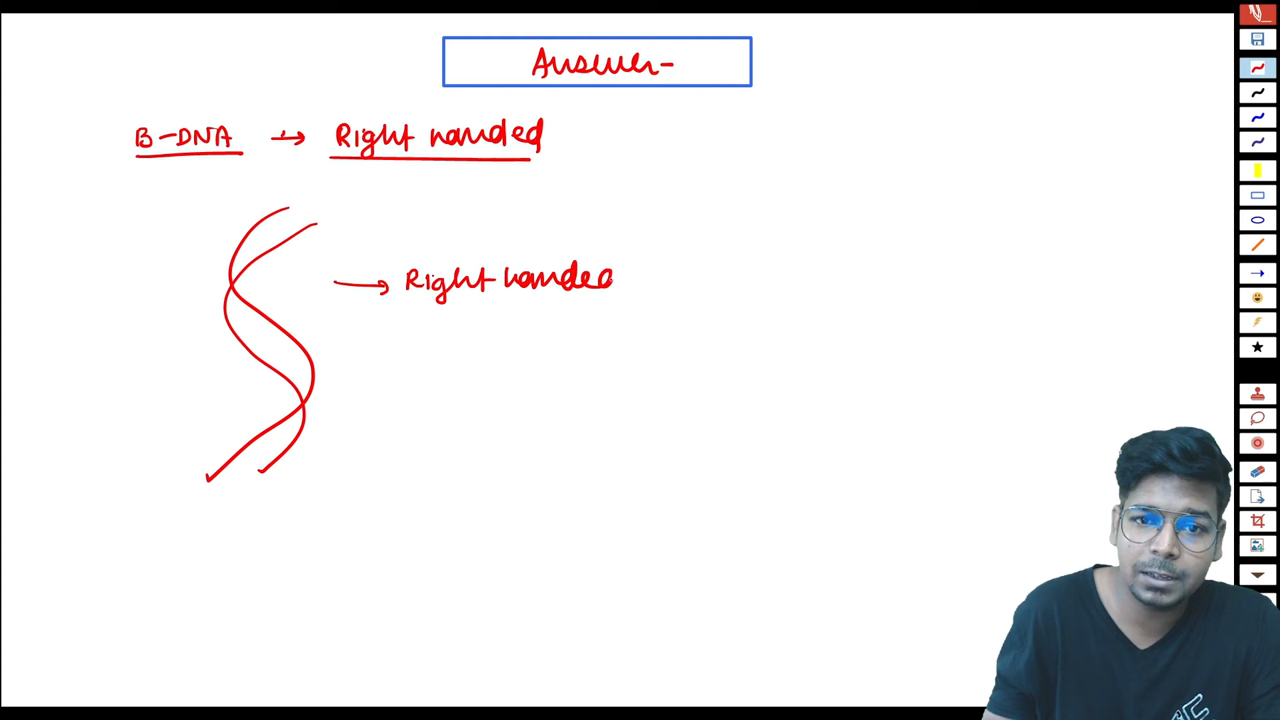 Answer-
B-DNA → Right handed
→ Right handed